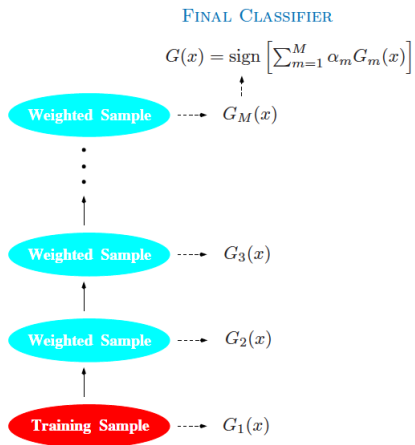 FINAL CLASSIFIER
G(x) = sign [∑_{m=1}^{M} α_m G_m(x)]
Weighted Sample G_M(x)
Weighted Sample G_3(x)
Weighted Sample G_2(x)
Training Sample G_1(x)